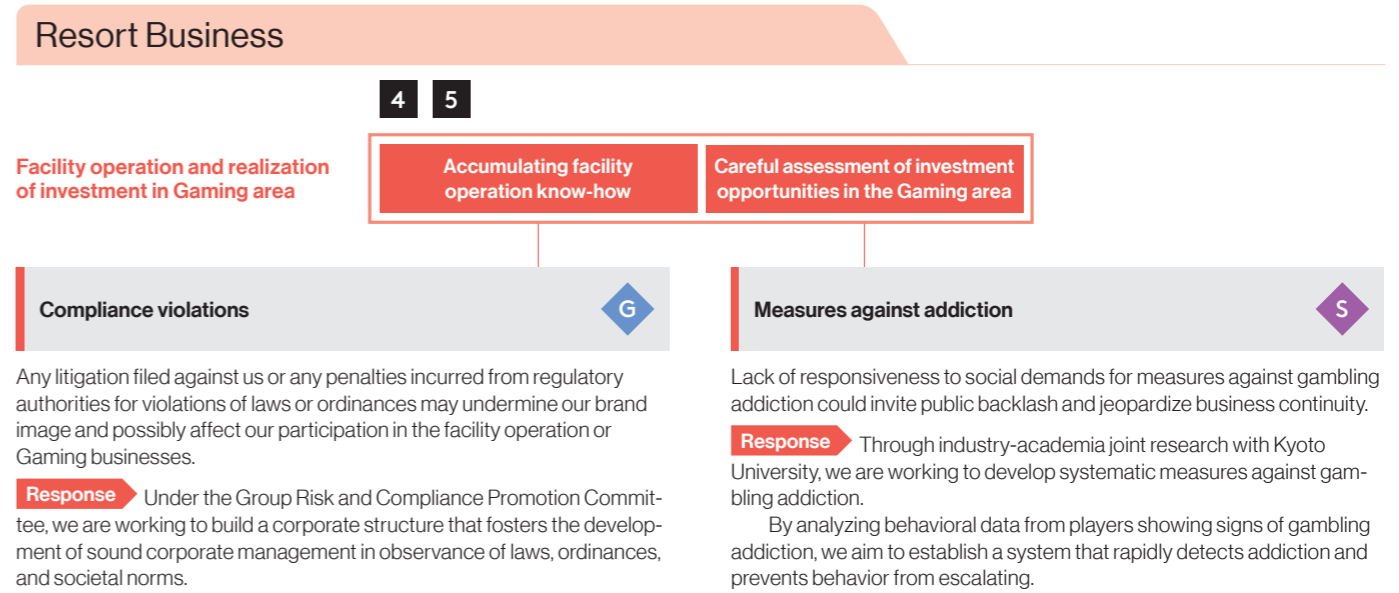 Resort Business
4 5
Facility operation and realization
of investment in Gaming area
Accumulating facility
operation know-how
Careful assessment of investment
opportunities in the Gaming area
Compliance violations
G
Any litigation filed against us or any penalties incurred from regulatory
authorities for violations of laws or ordinances may undermine our brand
image and possibly affect our participation in the facility operation or
Gaming businesses.
Response Under the Group Risk and Compliance Promotion Commit-
tee, we are working to build a corporate structure that fosters the develop-
ment of sound corporate management in observance of laws, ordinances,
and societal norms.
Measures against addiction
S
Lack of responsiveness to social demands for measures against gambling
addiction could invite public backlash and jeopardize business continuity.
Response Through industry-academia joint research with Kyoto
University, we are working to develop systematic measures against gam-
bling addiction.
By analyzing behavioral data from players showing signs of gambling
addiction, we aim to establish a system that rapidly detects addiction and
prevents behavior from escalating.